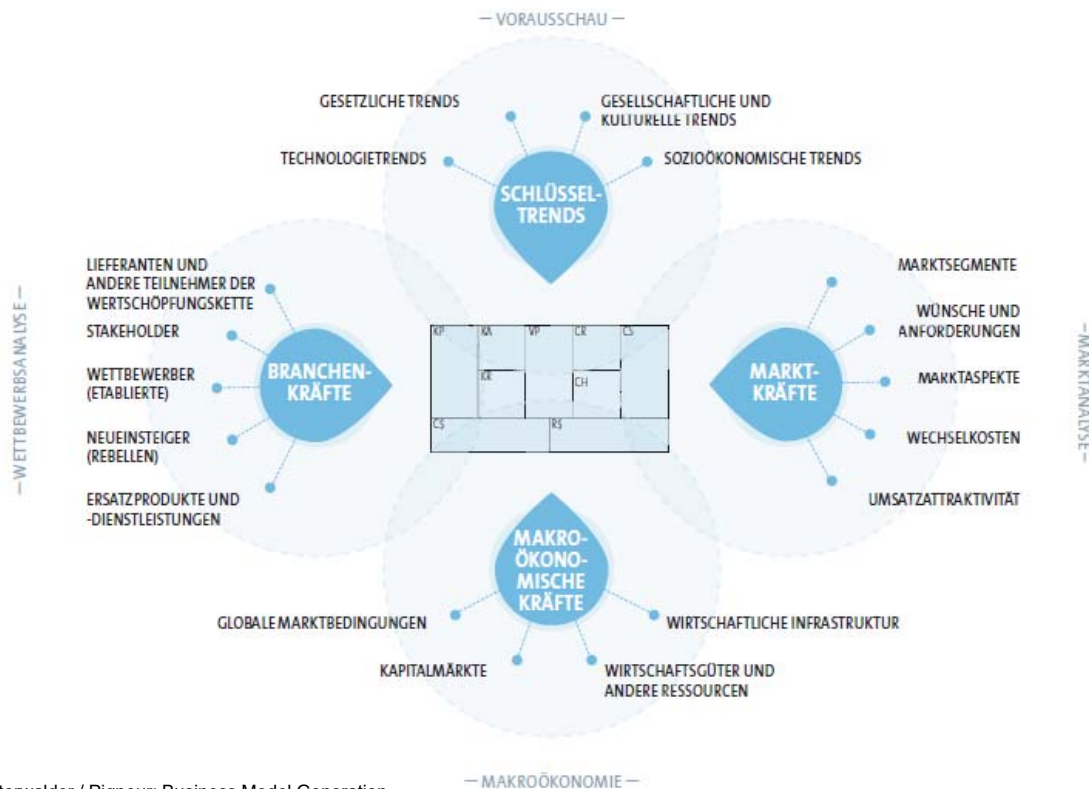 — VORAUSSCHAU —
GESETZLICHE TRENDS
GESELLSCHAFTLICHE UND
KULTURELLE TRENDS
TECHNOLOGIETRENDS
SOZIOÖKONOMISCHE TRENDS
SCHLÜSSEL-
TRENDS
— WETTBEWERBSANALYSE —
LIEFERANTEN UND
ANDERE TEILNEHMER DER
WERTSCHÖPFUNGSKETTE
STAKEHOLDER
WETTBEWERBER
(ETABLIERTE)
NEUEINSTEIGER
(REBELLEN)
ERSATZPRODUKTE UND
-DIENSTLEISTUNGEN
BRANCHEN-
KRÄFTE
KP
KA
VP
CR
CS
KR
CH
C$
R$
MARKT-
KRÄFTE
MARKTSEGMENTE
WÜNSCHE UND
ANFORDERUNGEN
MARKTASPEKTE
WECHSELKOSTEN
UMSATZATTRAKTIVITÄT
— MARKTANALYSE —
MAKRO-
ÖKONO-
MISCHE
KRÄFTE
GLOBALE MARKTBEDINGUNGEN
WIRTSCHAFTLICHE INFRASTRUKTUR
KAPITALMÄRKTE
WIRTSCHAFTSGÜTER UND
ANDERE RESSOURCEN
— MAKROÖKONOMIE —
Business Model Generation